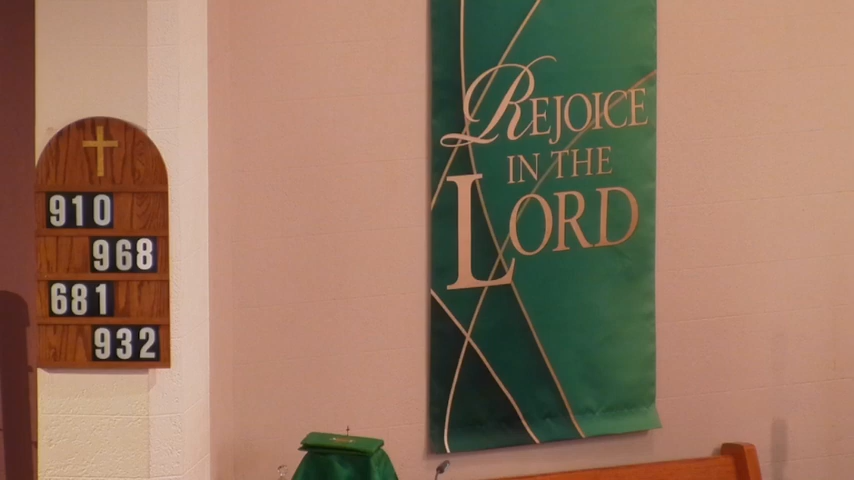 910
968
681
932
REJOICE
IN THE
LORD